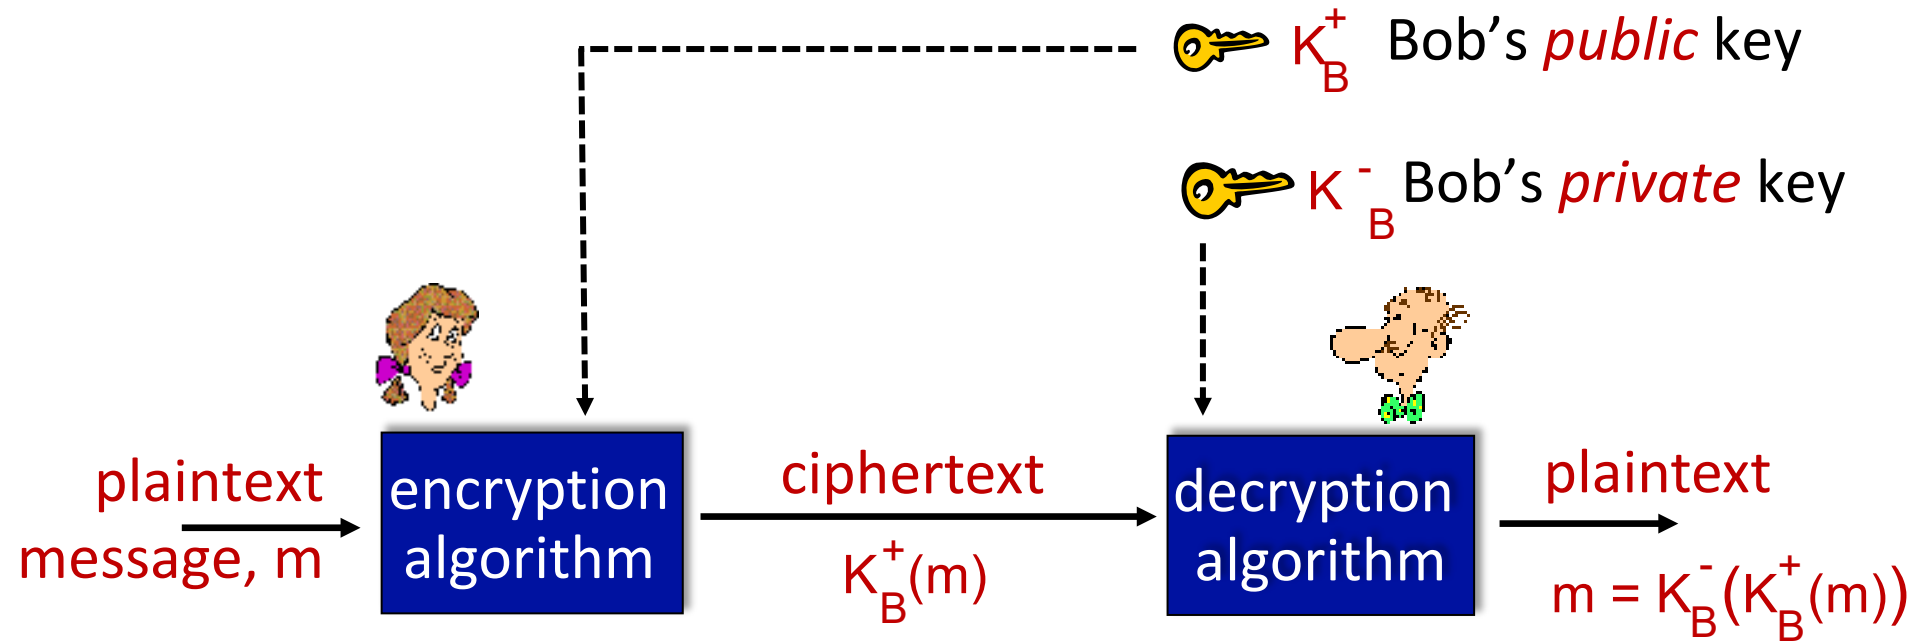 K+B Bob’s public key
K-B Bob’s private key
plaintext
message, m
encryption
algorithm
ciphertext
K+B(m)
decryption
algorithm
plaintext
m = K-B(K+B(m))